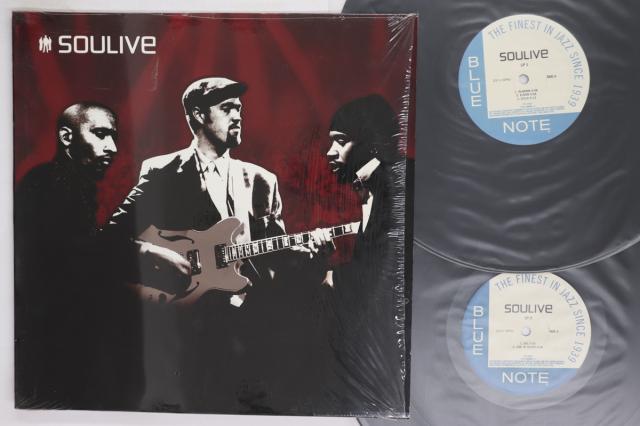 SOULIVE
THE FINEST IN JAZZ SINCE 1939
SOULIVE
BLUE
NOTE
THE FINEST IN JAZZ SINCE 1939
SOULIVE
BLUE
NOTE